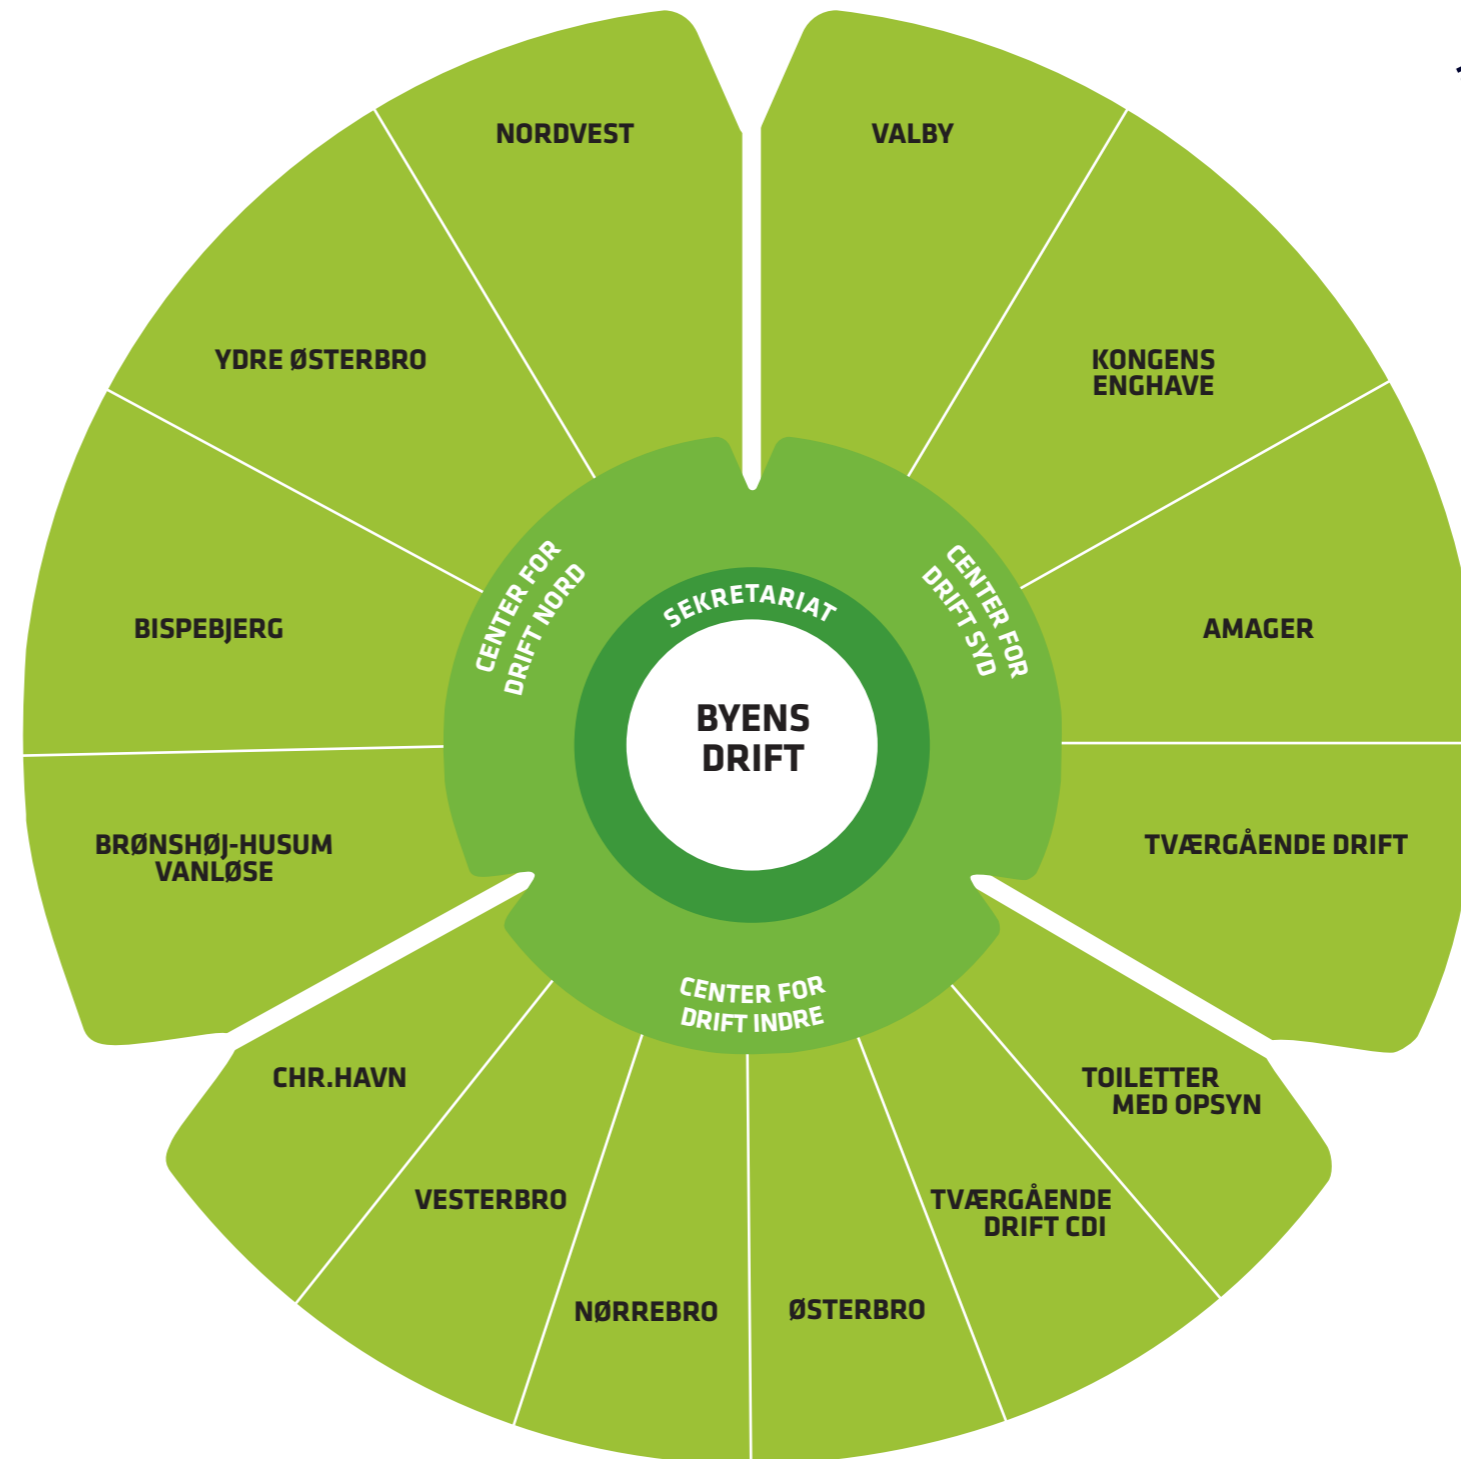 NORDVEST
VALBY
YDRE ØSTERBRO
KONGENS
ENGHAVE
BISPEBJERG
CENTER FOR
DRIFT NORD
SEKRETARIAT
CENTER FOR
DRIFT SYD
AMAGER
BYENS
DRIFT
BRØNSHØJ-HUSUM
VANLØSE
TVÆRGÅENDE DRIFT
CENTER FOR
DRIFT INDRE
CHR.HAVN
TOILETTER
MED OPSYN
VESTERBRO
TVÆRGÅENDE
DRIFT CDI
NØRREBRO
ØSTERBRO